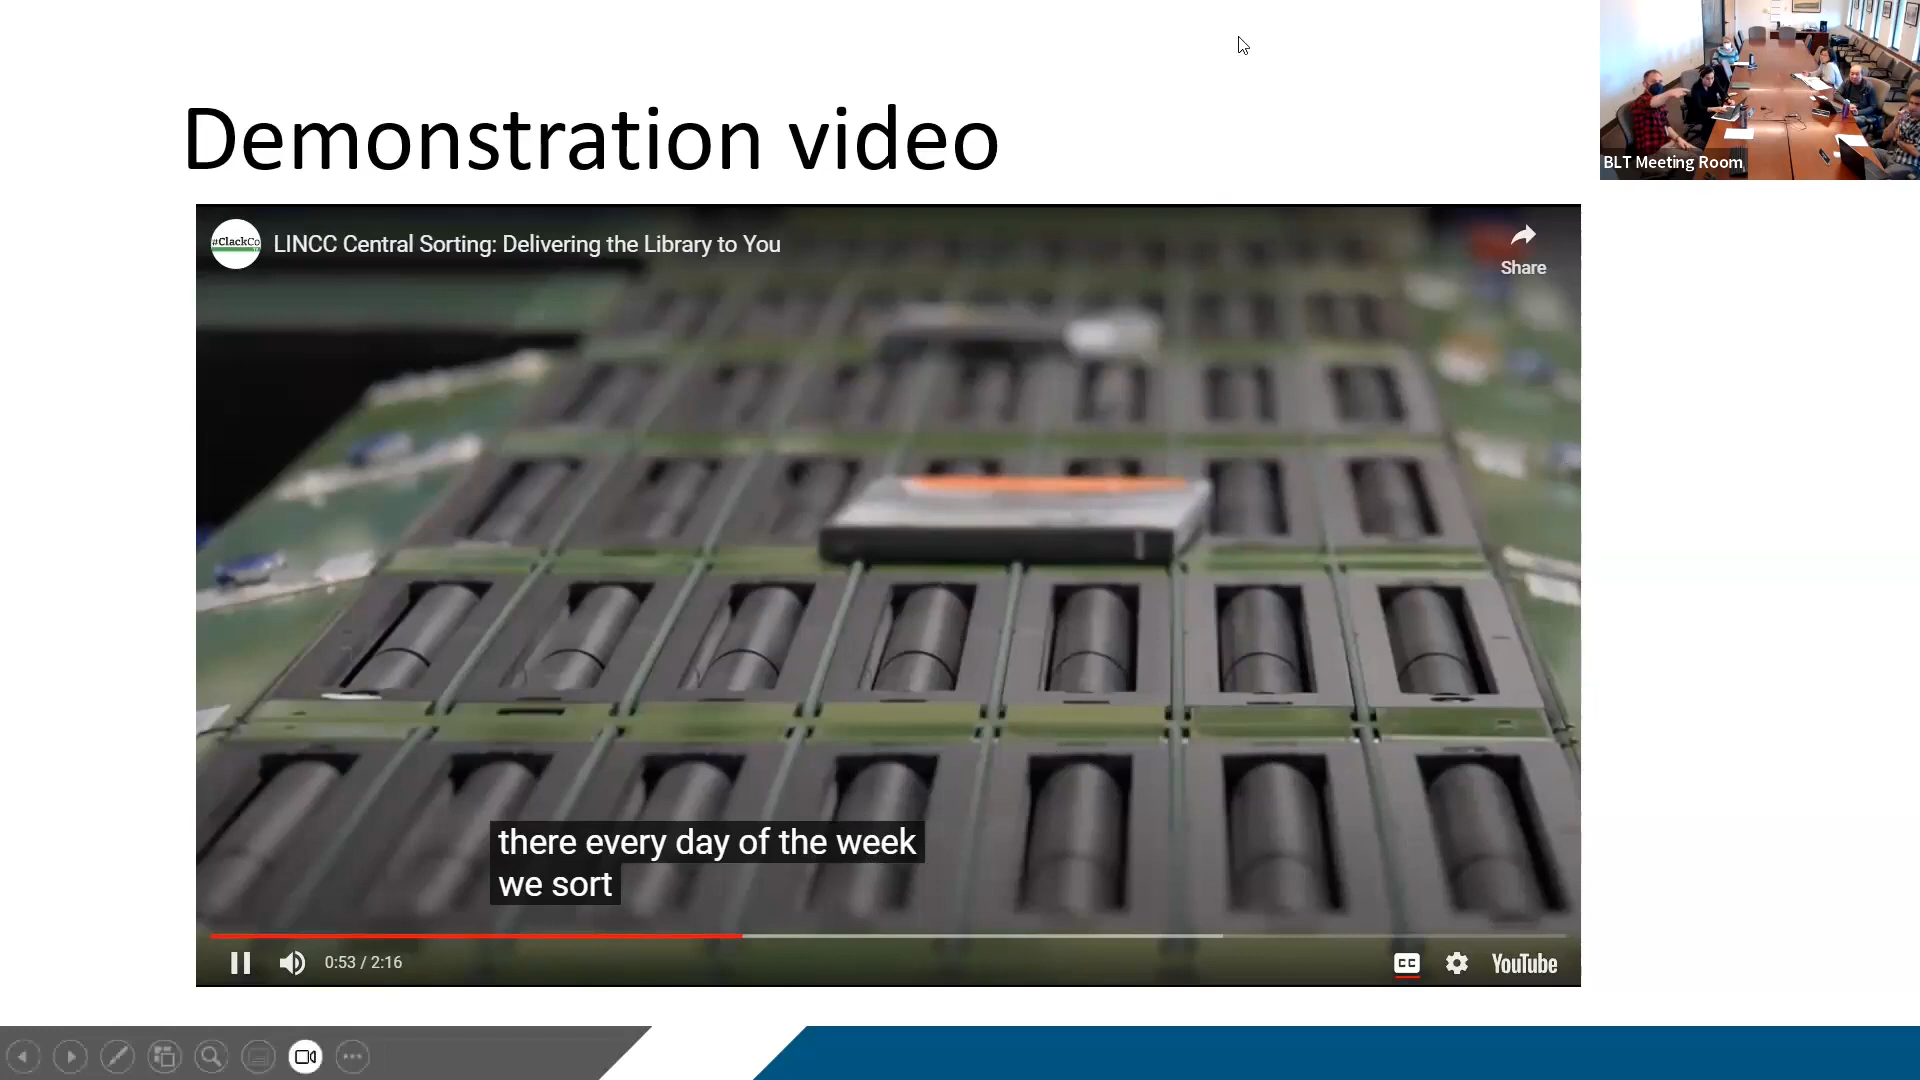 Demonstration video
BLT Meeting Room
#ClackCo
LINCC Central Sorting: Delivering the Library to You
Share
there every day of the week
we sort
0:53 / 2:16
CC
YouTube